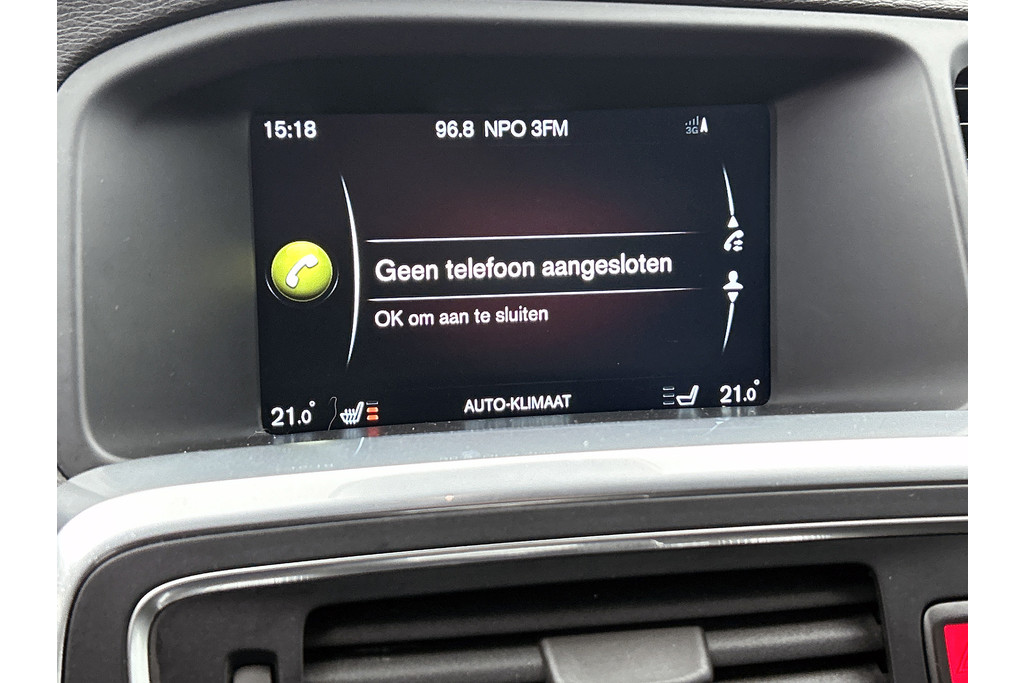 15:18 96.8 NPO 3FM 3G
Geen telefoon aangesloten
OK om aan te sluiten
21.0° AUTO-KLIMAAT 21.0°